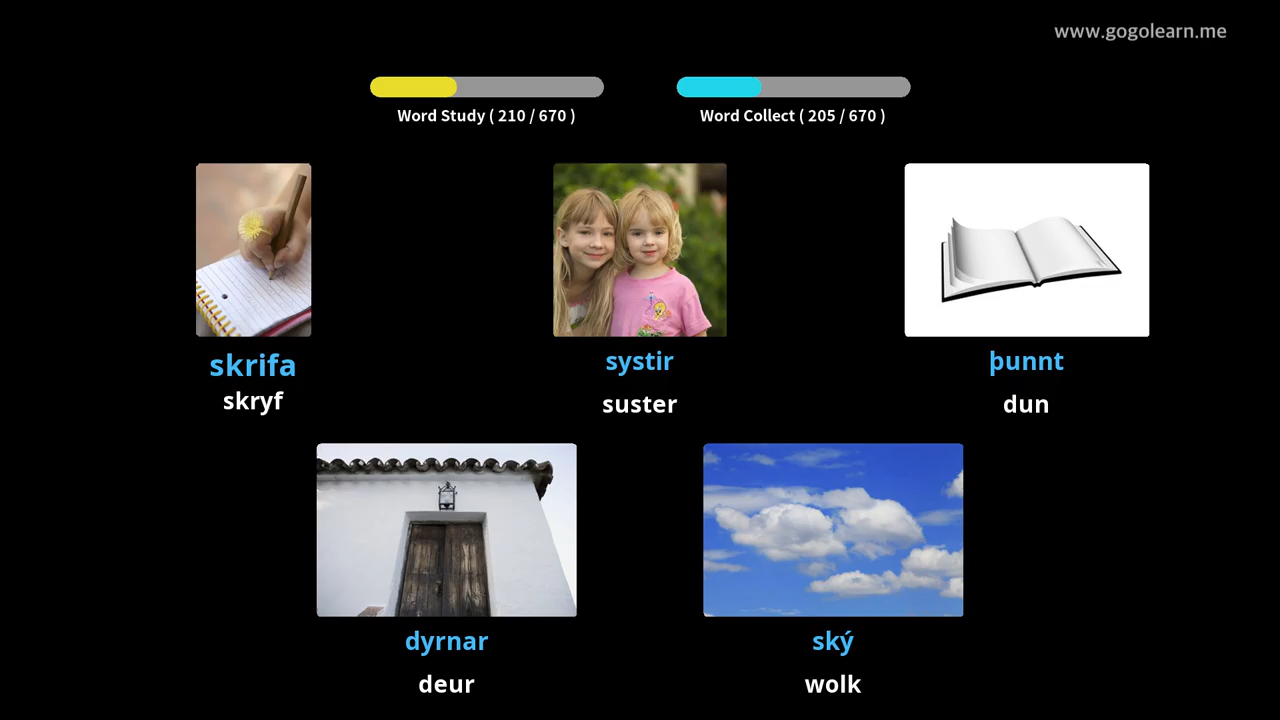 www.gogolearn.me
Word Study ( 210 / 670 )
Word Collect ( 205 / 670 )
skrifa
skryf
systir
suster
þunnt
dun
dyrnar
deur
ský
wolk